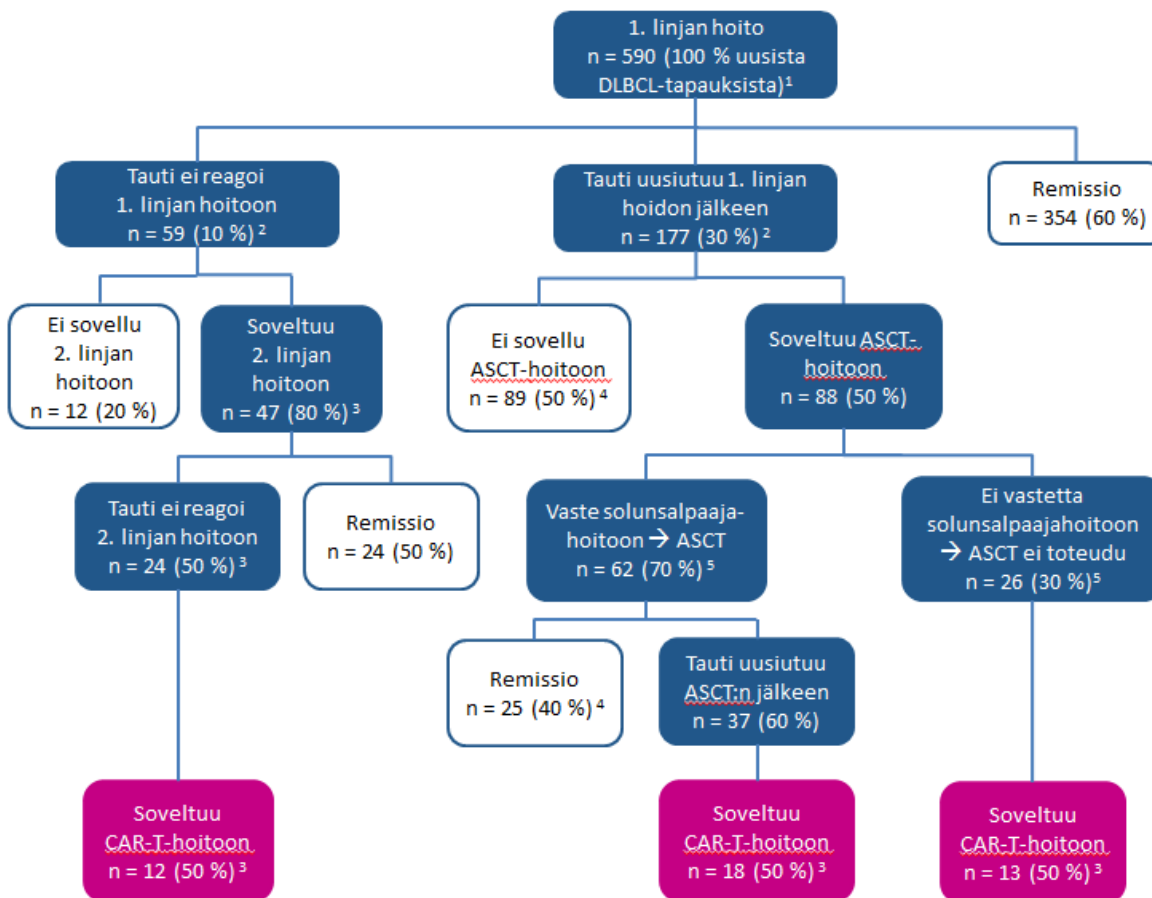 1. linjan hoito
n = 590 (100 % uusista
DLBCL-tapauksista)¹
Tauti ei reagoi
1. linjan hoitoon
n = 59 (10 %) ²
Tauti uusiutuu 1. linjan
hoidon jälkeen
n = 177 (30 %) ²
Remissio
n = 354 (60 %)
Ei sovellu
2. linjan
hoitoon
n = 12 (20 %)
Soveltuu
2. linjan
hoitoon
n = 47 (80 %) ³
Ei sovellu
ASCT-hoitoon
n = 89 (50 %) ⁴
Soveltuu ASCT-
hoitoon
n = 88 (50 %)
Tauti ei reagoi
2. linjan hoitoon
n = 24 (50 %) ³
Remissio
n = 24 (50 %)
Vaste solunsalpaaja-
hoitoon → ASCT
n = 62 (70 %) ⁵
Ei vastetta
solunsalpaajahoitoon
→ ASCT ei toteudu
n = 26 (30 %)⁵
Remissio
n = 25 (40 %) ⁴
Tauti uusiutuu
ASCT:n jälkeen
n = 37 (60 %)
Soveltuu
CAR-T-hoitoon
n = 12 (50 %) ³
Soveltuu
CAR-T-hoitoon
n = 18 (50 %) ³
Soveltuu
CAR-T-hoitoon
n = 13 (50 %) ³